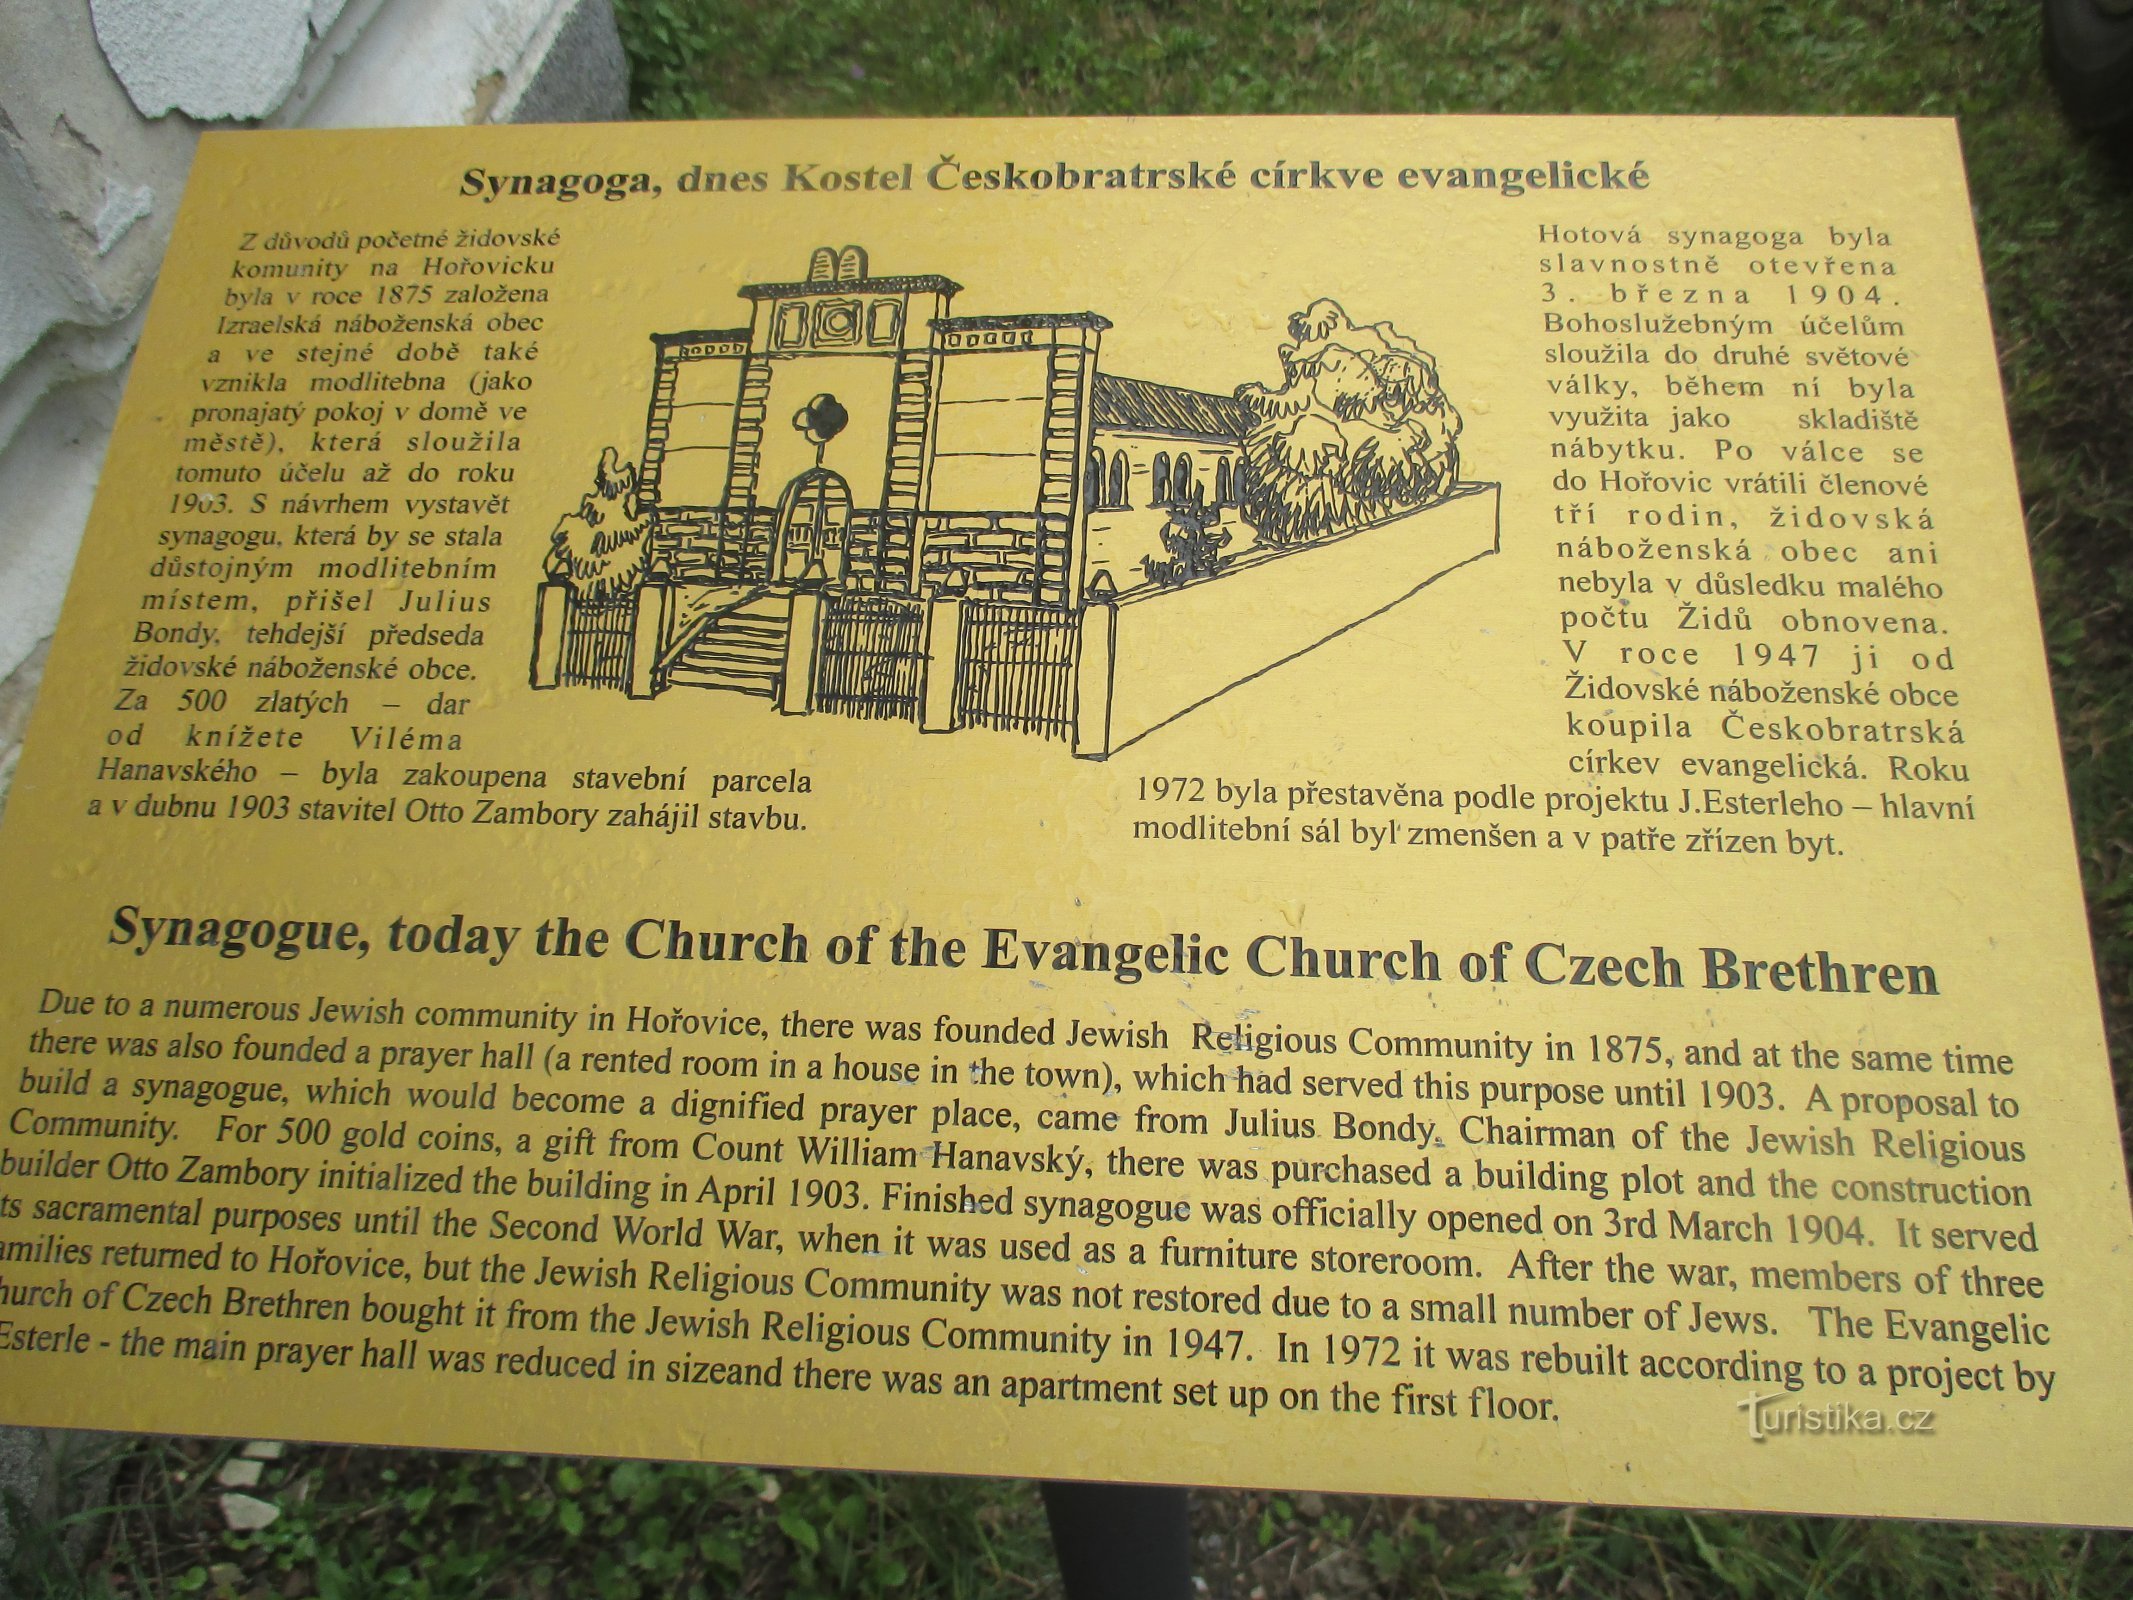 Synagoga, dnes Kostel Českobratrské církve evangelické
Z důvodů početné židovské
komunity na Hořovicku
byla v roce 1875 založena
Izraelská náboženská obec
a ve stejné době také
vznikla modlitebna (jako
pronajatý pokoj v domě ve
městě), která sloužila
tomuto účelu až do roku
1903. S návrhem vystavět
synagogu, která by se stala
důstojným modlitebním
místem, přišel Julius
Bondy, tehdejší předseda
židovské náboženské obce.
Za 500 zlatých – dar
od knížete Viléma
Hanavského – byla zakoupena stavební parcela
a v dubnu 1903 stavitel Otto Zambory zahájil stavbu.
Hotová synagoga byla
slavnostně otevřena
3. března 1904.
Bohoslužebným účelům
sloužila do druhé světové
války, během ní byla
využita jako skladiště
nábytku. Po válce se
do Hořovic vrátili členové
tří rodin, židovská
náboženská obec ani
nebyla v důsledku malého
počtu Židů obnovena.
V roce 1947 ji od
Židovské náboženské obce
koupila Českobratrská
církev evangelická. Roku
1972 byla přestavěna podle projektu J.Esterleho – hlavní
modlitební sál byl zmenšen a v patře zřízen byt.
Synagogue, today the Church of the Evangelic Church of Czech Brethren
Due to a numerous Jewish community in Hořovice, there was founded Jewish Religious Community in 1875, and at the same time
there was also founded a prayer hall (a rented room in a house in the town), which had served this purpose until 1903. A proposal to
build a synagogue, which would become a dignified prayer place, came from Julius Bondy, Chairman of the Jewish Religious
Community. For 500 gold coins, a gift from Count William Hanavský, there was purchased a building plot and the construction
builder Otto Zambory initialized the building in April 1903. Finished synagogue was officially opened on 3rd March 1904. It served
ts sacramental purposes until the Second World War, when it was used as a furniture storeroom. After the war, members of three
amilies returned to Hořovice, but the Jewish Religious Community was not restored due to a small number of Jews. The Evangelic
hurch of Czech Brethren bought it from the Jewish Religious Community in 1947. In 1972 it was rebuilt according to a project by
Esterle - the main prayer hall was reduced in sizeand there was an apartment set up on the first floor.
Turistika.cz